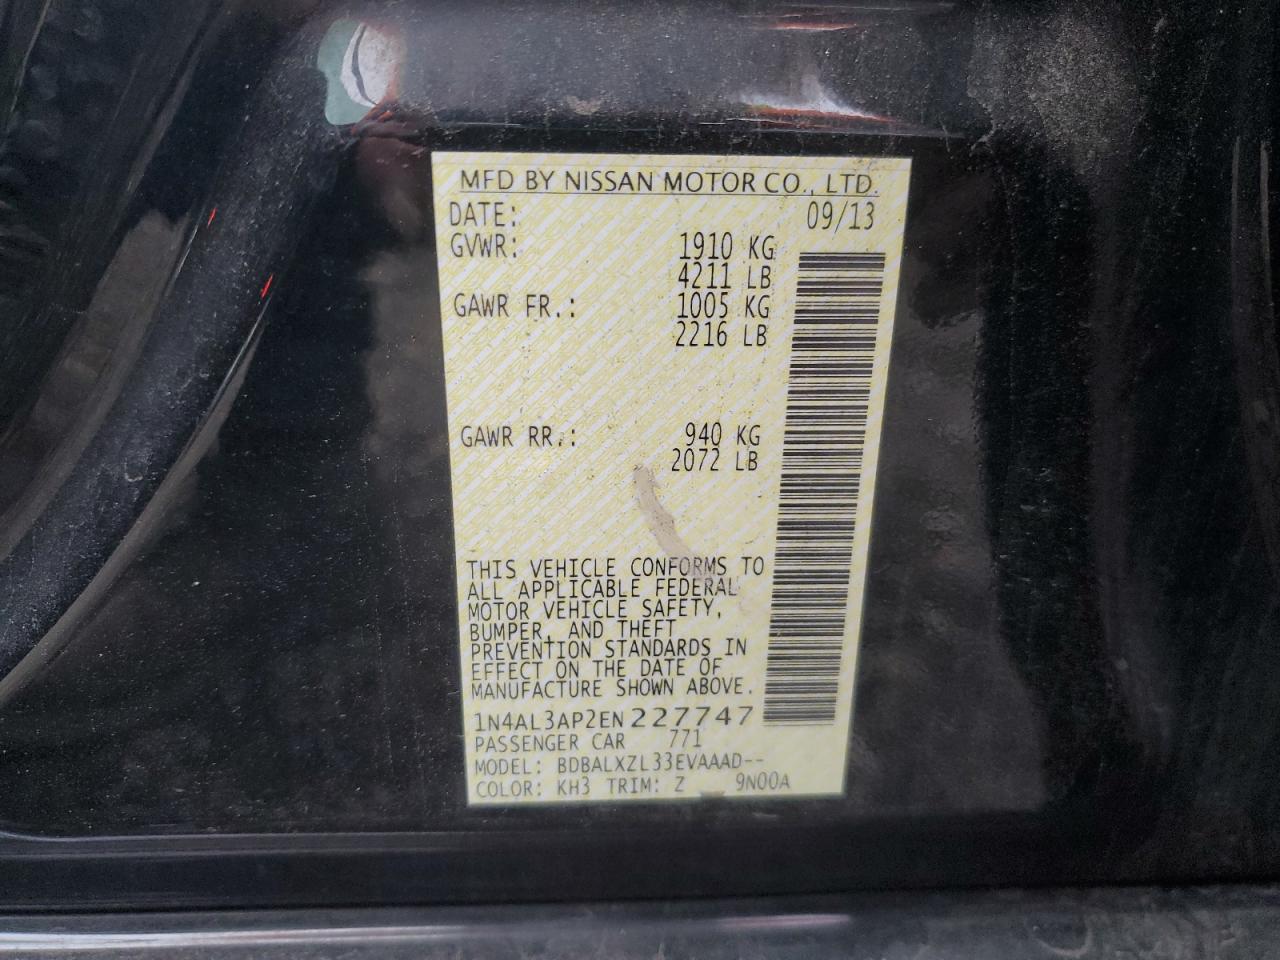 MFD BY NISSAN MOTOR CO., LTD.
DATE: 09/13
GVWR: 1910 KG
4211 LB
GAWR FR.: 1005 KG
2216 LB
GAWR RR.: 940 KG
2072 LB
THIS VEHICLE CONFORMS TO
ALL APPLICABLE FEDERAL
MOTOR VEHICLE SAFETY,
BUMPER, AND THEFT
PREVENTION STANDARDS IN
EFFECT ON THE DATE OF
MANUFACTURE SHOWN ABOVE.
1N4AL3AP2EN227747
PASSENGER CAR 771
MODEL: BDBALXZL33EVAAAD--
COLOR: KH3 TRIM: Z 9N00A